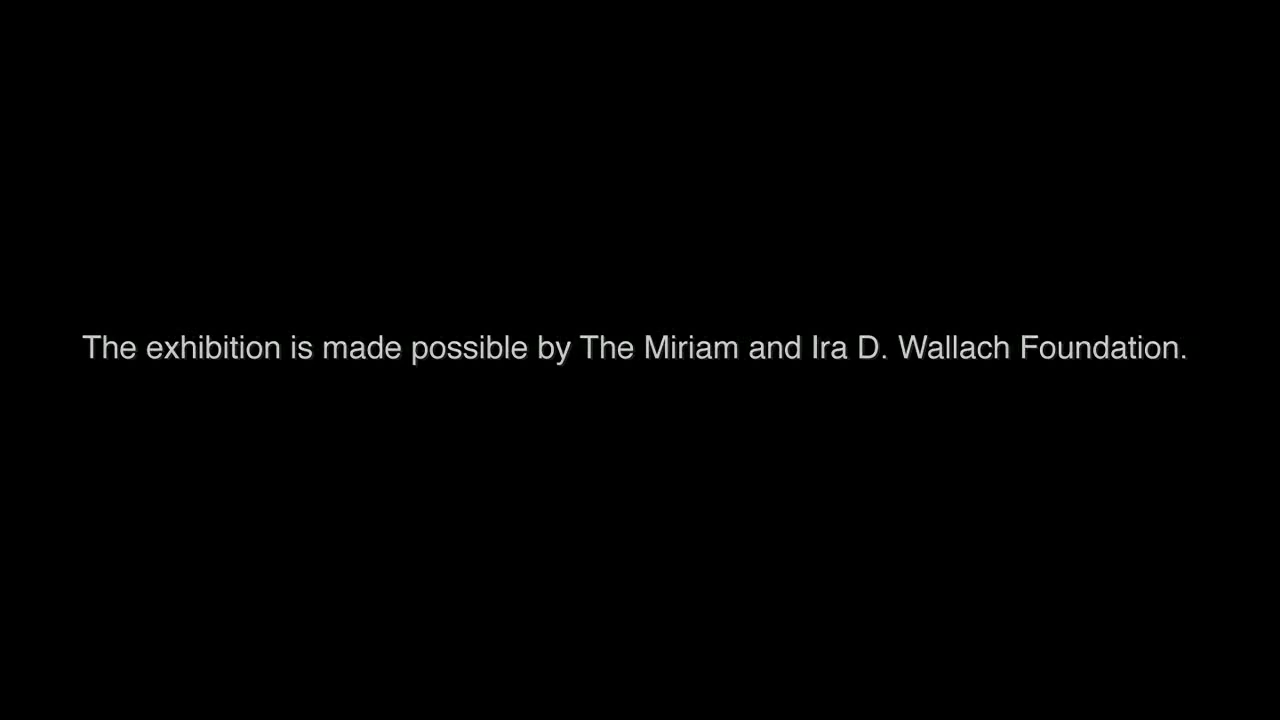 The exhibition is made possible by The Miriam and Ira D. Wallach Foundation.